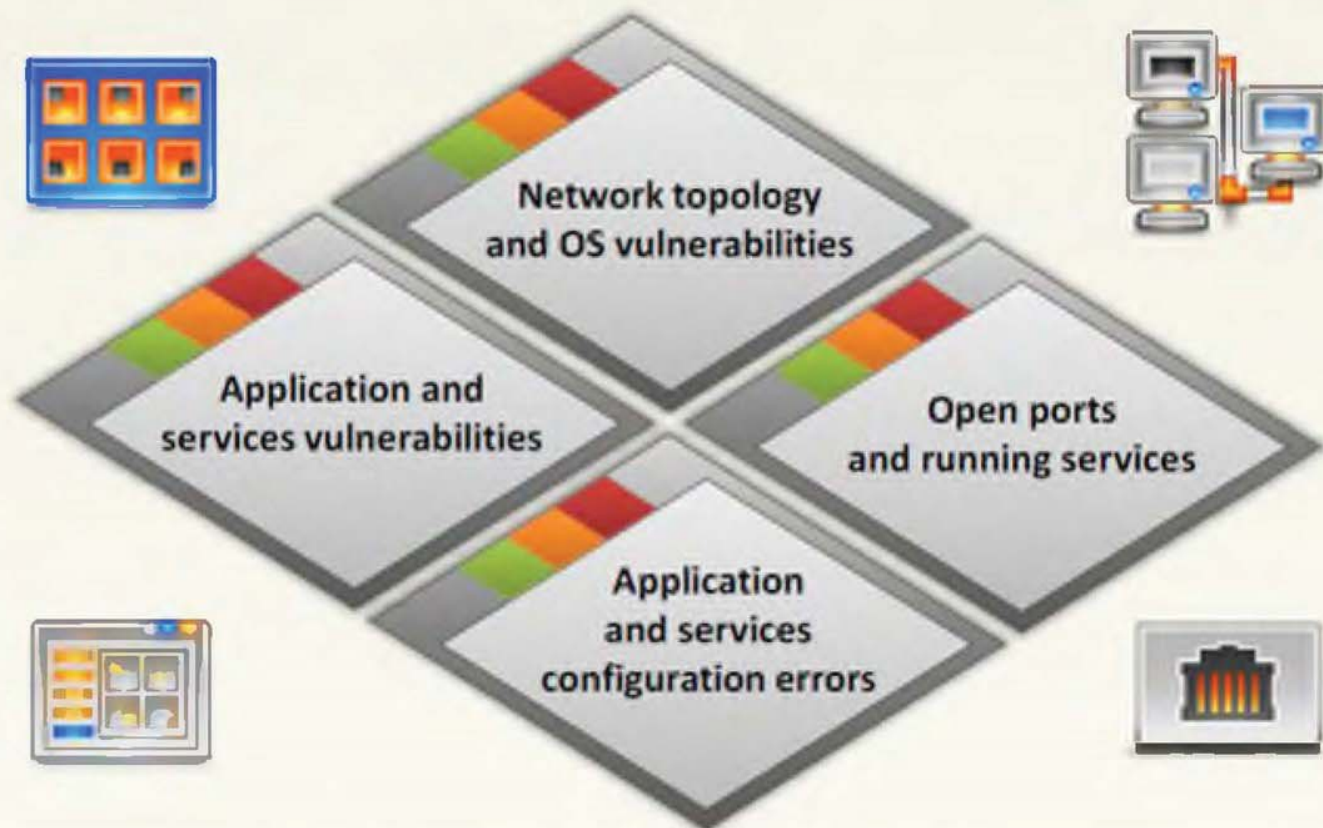 Network topology
and OS vulnerabilities
Application and
services vulnerabilities
Open ports
and running services
Application
and services
configuration errors